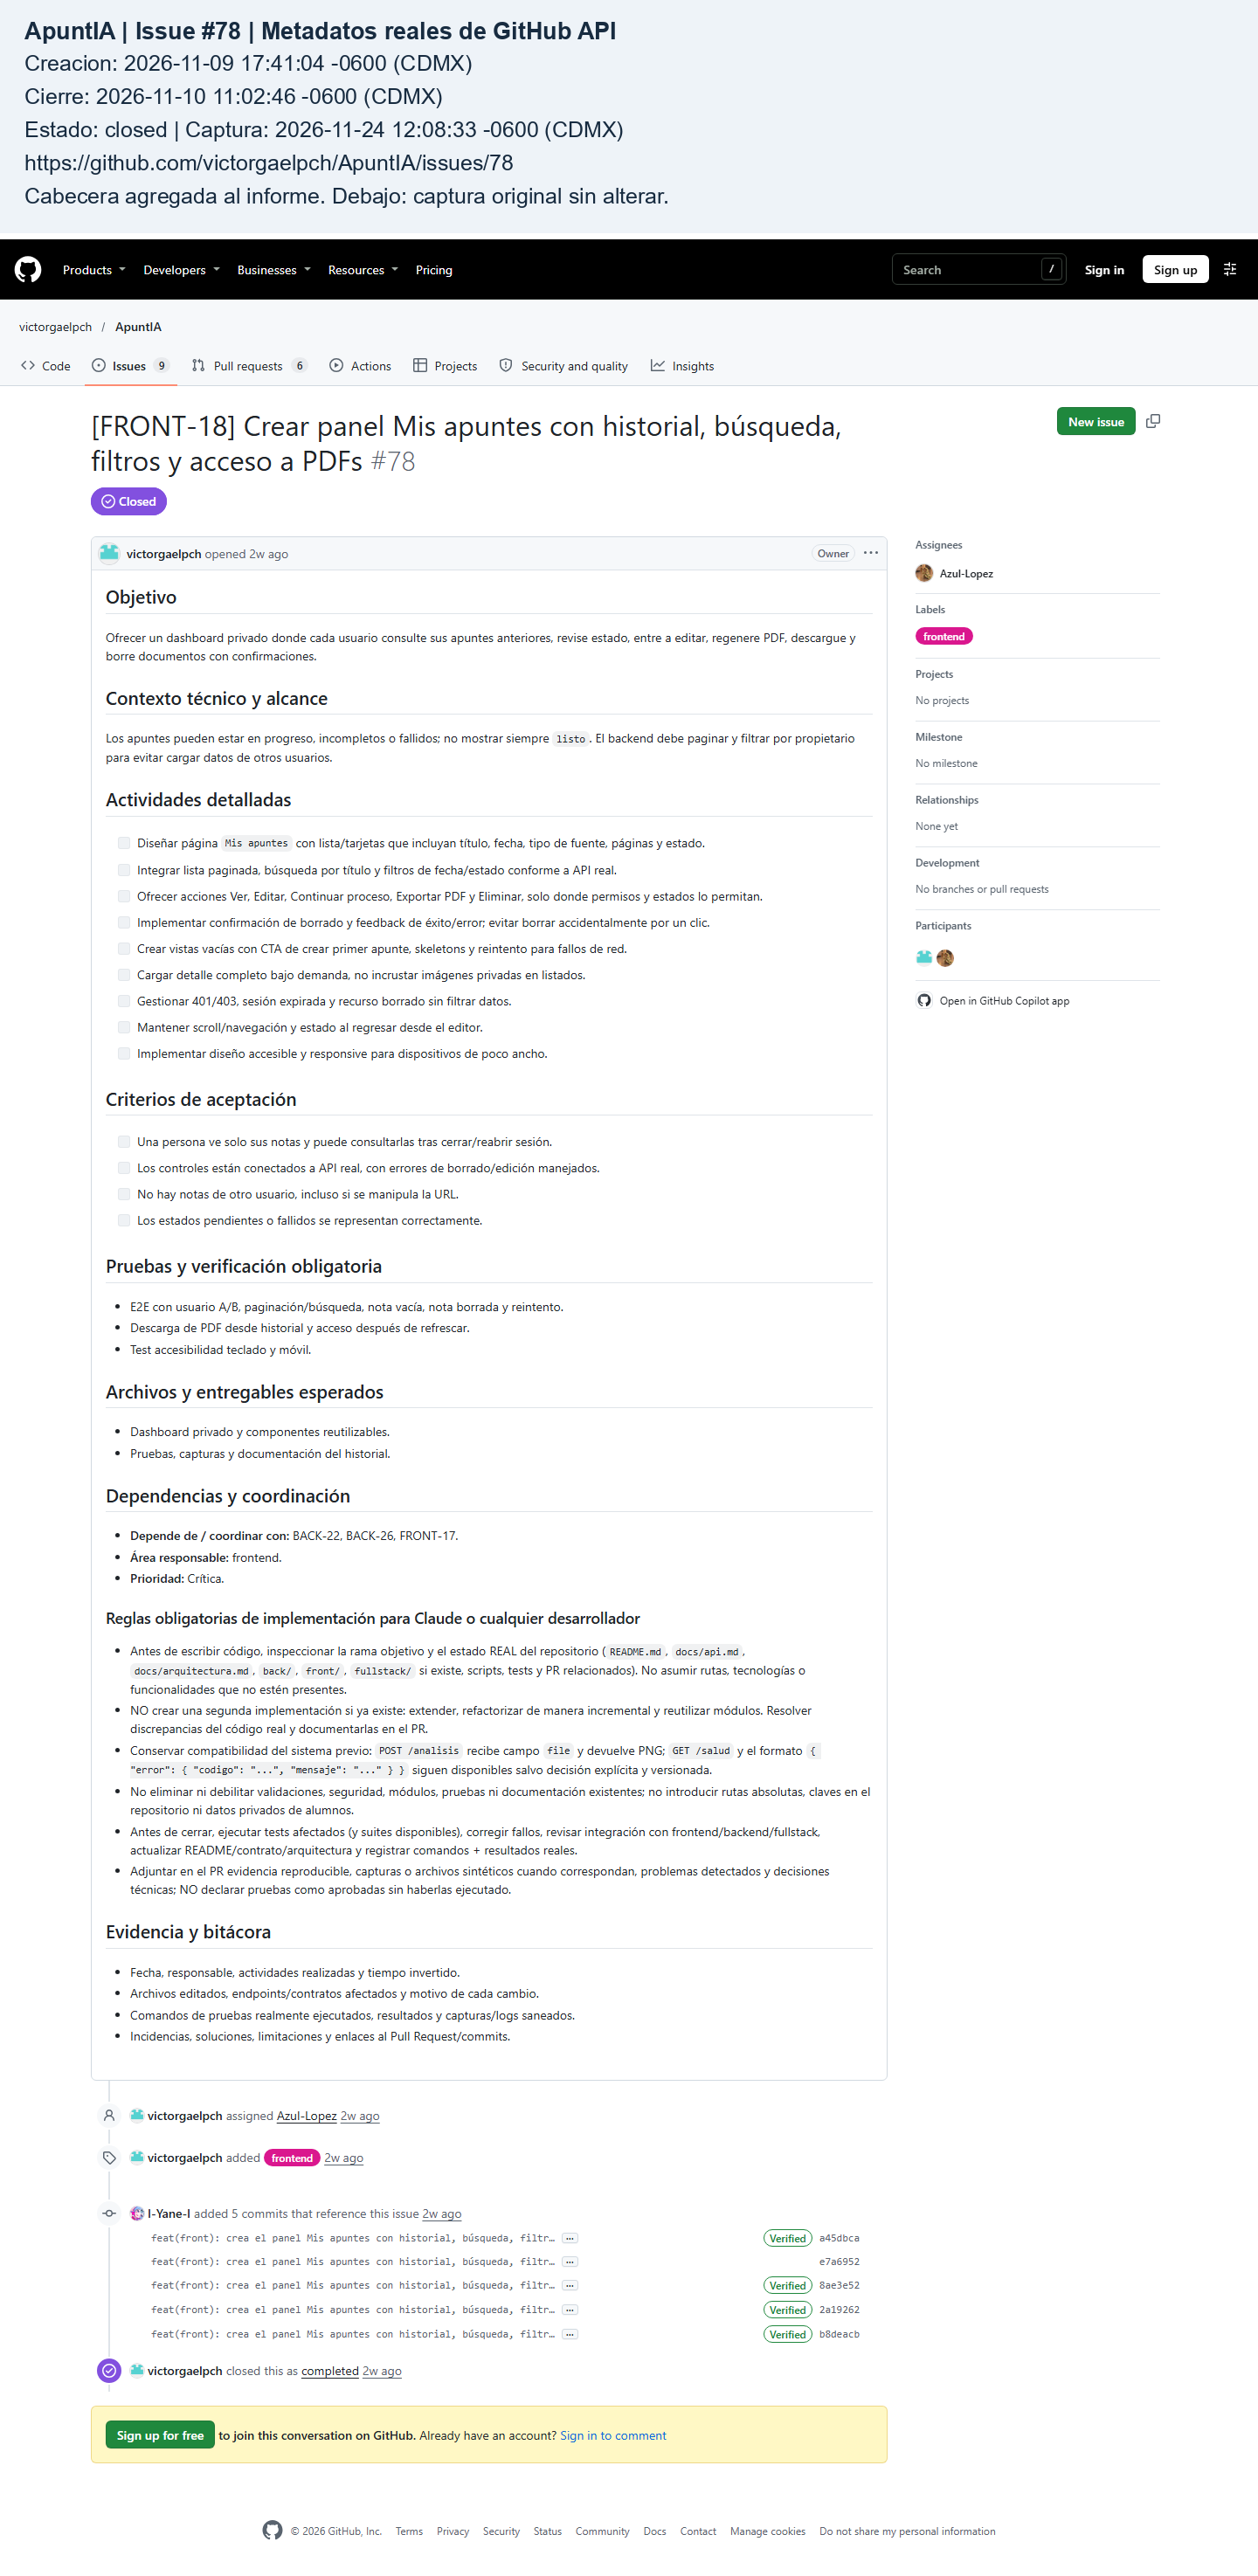 ApuntIA | Issue #78 | Metadatos reales de GitHub API
Creacion: 2026-11-09 17:41:04 -0600 (CDMX)
Cierre: 2026-11-10 11:02:46 -0600 (CDMX)
Estado: closed | Captura: 2026-11-24 12:08:33 -0600 (CDMX)
https://github.com/victorgaelpch/ApuntIA/issues/78
Cabecera agregada al informe. Debajo: captura original sin alterar.
Products Developers Businesses Resources Pricing Search / Sign in Sign up
victorgaelpch / ApuntIA
Code Issues 9 Pull requests 6 Actions Projects Security and quality Insights
[FRONT-18] Crear panel Mis apuntes con historial, búsqueda,
filtros y acceso a PDFs #78
New issue
Closed
victorgaelpch opened 2w ago Owner
Objetivo
Ofrecer un dashboard privado donde cada usuario consulte sus apuntes anteriores, revise estado, entre a editar, regenere PDF, descargue y
borre documentos con confirmaciones.
Contexto técnico y alcance
Los apuntes pueden estar en progreso, incompletos o fallidos; no mostrar siempre listo. El backend debe paginar y filtrar por propietario
para evitar cargar datos de otros usuarios.
Actividades detalladas
Diseñar página Mis apuntes con lista/tarjetas que incluyan título, fecha, tipo de fuente, páginas y estado.
Integrar lista paginada, búsqueda por título y filtros de fecha/estado conforme a API real.
Ofrecer acciones Ver, Editar, Continuar proceso, Exportar PDF y Eliminar, solo donde permisos y estados lo permitan.
Implementar confirmación de borrado y feedback de éxito/error; evitar borrar accidentalmente por un clic.
Crear vistas vacías con CTA de crear primer apunte, skeletons y reintento para fallos de red.
Cargar detalle completo bajo demanda, no incrustar imágenes privadas en listados.
Gestionar 401/403, sesión expirada y recurso borrado sin filtrar datos.
Mantener scroll/navegación y estado al regresar desde el editor.
Implementar diseño accesible y responsive para dispositivos de poco ancho.
Criterios de aceptación
Una persona ve solo sus notas y puede consultarlas tras cerrar/reabrir sesión.
Los controles están conectados a API real, con errores de borrado/edición manejados.
No hay notas de otro usuario, incluso si se manipula la URL.
Los estados pendientes o fallidos se representan correctamente.
Pruebas y verificación obligatoria
E2E con usuario A/B, paginación/búsqueda, nota vacía, nota borrada y reintento.
Descarga de PDF desde historial y acceso después de refrescar.
Test accesibilidad teclado y móvil.
Archivos y entregables esperados
Dashboard privado y componentes reutilizables.
Pruebas, capturas y documentación del historial.
Dependencias y coordinación
Depende de / coordinar con: BACK-22, BACK-26, FRONT-17.
Área responsable: frontend.
Prioridad: Crítica.
Reglas obligatorias de implementación para Claude o cualquier desarrollador
Antes de escribir código, inspeccionar la rama objetivo y el estado REAL del repositorio ( README.md, docs/api.md,
docs/arquitectura.md, back/, front/, fullstack/ si existe, scripts, tests y PR relacionados). No asumir rutas, tecnologías o
funcionalidades que no estén presentes.
NO crear una segunda implementación si ya existe: extender, refactorizar de manera incremental y reutilizar módulos. Resolver
discrepancias del código real y documentarlas en el PR.
Conservar compatibilidad del sistema previo: POST /analisis recibe campo file y devuelve PNG; GET /salud y el formato {
"error": { "codigo": "...", "mensaje": "..." } } siguen disponibles salvo decisión explícita y versionada.
No eliminar ni debilitar validaciones, seguridad, módulos, pruebas ni documentación existentes; no introducir rutas absolutas, claves en el
repositorio ni datos privados de alumnos.
Antes de cerrar, ejecutar tests afectados (y suites disponibles), corregir fallos, revisar integración con frontend/backend/fullstack,
actualizar README/contrato/arquitectura y registrar comandos + resultados reales.
Adjuntar en el PR evidencia reproducible, capturas o archivos sintéticos cuando correspondan, problemas detectados y decisiones
técnicas; NO declarar pruebas como aprobadas sin haberlas ejecutado.
Evidencia y bitácora
Fecha, responsable, actividades realizadas y tiempo invertido.
Archivos editados, endpoints/contratos afectados y motivo de cada cambio.
Comandos de pruebas realmente ejecutados, resultados y capturas/logs saneados.
Incidencias, soluciones, limitaciones y enlaces al Pull Request/commits.
Assignees
Azul-Lopez
Labels
frontend
Projects
No projects
Milestone
No milestone
Relationships
None yet
Development
No branches or pull requests
Participants
Open in GitHub Copilot app
victorgaelpch assigned Azul-Lopez 2w ago
victorgaelpch added frontend 2w ago
I-Yane-I added 5 commits that reference this issue 2w ago
feat(front): crea el panel Mis apuntes con historial, búsqueda, filtr… ... Verified a45dbca
feat(front): crea el panel Mis apuntes con historial, búsqueda, filtr… ... e7a6952
feat(front): crea el panel Mis apuntes con historial, búsqueda, filtr… ... Verified 8ae3e52
feat(front): crea el panel Mis apuntes con historial, búsqueda, filtr… ... Verified 2a19262
feat(front): crea el panel Mis apuntes con historial, búsqueda, filtr… ... Verified b8deacb
victorgaelpch closed this as completed 2w ago
Sign up for free to join this conversation on GitHub. Already have an account? Sign in to comment
© 2026 GitHub, Inc. Terms Privacy Security Status Community Docs Contact Manage cookies Do not share my personal information